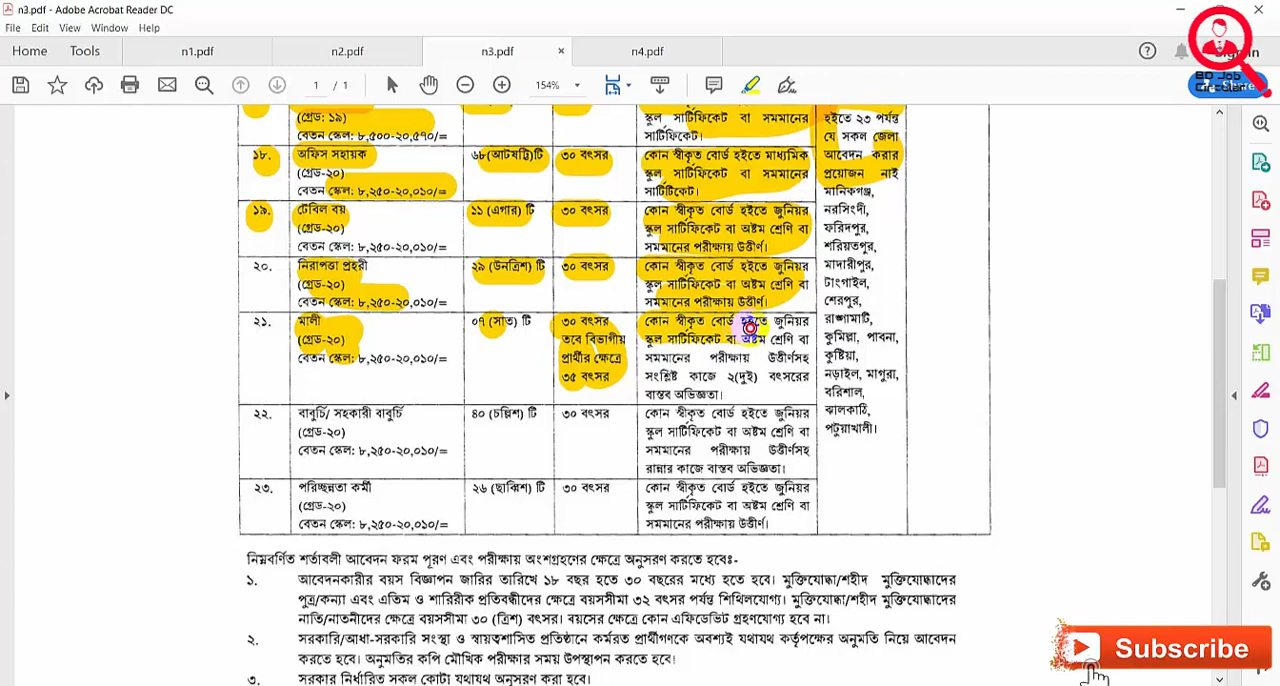 n3.pdf - Adobe Acrobat Reader DC
File Edit View Window Help
Home Tools n1.pdf n2.pdf n3.pdf × n4.pdf
1 / 1 154%
BD Job
Circular
(গ্রেড: ১৯)
বেতন স্কেল: ৮,৫০০-২০,৫৭০/=
স্কুল সার্টিফিকেট বা সমমানের
সার্টিফিকেট।
হইতে ২৩ পর্যন্ত
যে সকল জেলা
আবেদন করার
প্রয়োজন নাই
মানিকগঞ্জ,
নরসিংদী,
ফরিদপুর,
শরিয়তপুর,
মাদারীপুর,
টাংগাইল,
শেরপুর,
রাঙ্গামাটি,
কুমিল্লা, পাবনা,
কুষ্টিয়া,
নড়াইল, মাগুরা,
বরিশাল,
ঝালকাঠি,
পটুয়াখালী।
১৮. অফিস সহায়ক
(গ্রেড-২০)
বেতন স্কেল: ৮,২৫০-২০,০১০/=
৬৮(আটষট্টি)টি ৩০ বৎসর
কোন স্বীকৃত বোর্ড হইতে মাধ্যমিক
স্কুল সার্টিফিকেট বা সমমানের
সার্টিটিকেট।
১৯. টেবিল বয়
(গ্রেড-২০)
বেতন স্কেল: ৮,২৫০-২০,০১০/=
১১ (এগার) টি ৩০ বৎসর
কোন স্বীকৃত বোর্ড হইতে জুনিয়র
স্কুল সার্টিফিকেট বা অষ্টম শ্রেণি বা
সমমানের পরীক্ষায় উত্তীর্ণ।
২০. নিরাপত্তা প্রহরী
(গ্রেড-২০)
বেতন স্কেল: ৮,২৫০-২০,০১০/=
২৯ (উনত্রিশ) টি ৩০ বৎসর
কোন স্বীকৃত বোর্ড হইতে জুনিয়র
স্কুল সার্টিফিকেট বা অষ্টম শ্রেণি বা
সমমানের পরীক্ষায় উত্তীর্ণ।
২১. মালী
(গ্রেড-২০)
বেতন স্কেল: ৮,২৫০-২০,০১০/=
০৭ (সাত) টি
৩০ বৎসর
তবে বিভাগীয়
প্রার্থীর ক্ষেত্রে
৩৫ বৎসর
কোন স্বীকৃত বোর্ড হইতে জুনিয়র
স্কুল সার্টিফিকেট বা অষ্টম শ্রেণি বা
সমমানের পরীক্ষায় উত্তীর্ণসহ
সংশ্লিষ্ট কাজে ২(দুই) বৎসরের
বাস্তব অভিজ্ঞতা।
২২. বাবুর্চি/ সহকারী বাবুর্চি
(গ্রেড-২০)
বেতন স্কেল: ৮,২৫০-২০,০১০/=
৪০ (চল্লিশ) টি ৩০ বৎসর
কোন স্বীকৃত বোর্ড হইতে জুনিয়র
স্কুল সার্টিফিকেট বা অষ্টম শ্রেণি বা
সমমানের পরীক্ষায় উত্তীর্ণসহ
রান্নার কাজে বাস্তব অভিজ্ঞতা।
২৩. পরিচ্ছন্নতা কর্মী
(গ্রেড-২০)
বেতন স্কেল: ৮,২৫০-২০,০১০/=
২৬ (ছাব্বিশ) টি ৩০ বৎসর
কোন স্বীকৃত বোর্ড হইতে জুনিয়র
স্কুল সার্টিফিকেট বা অষ্টম শ্রেণি বা
সমমানের পরীক্ষায় উত্তীর্ণ।
নিম্নবর্ণিত শর্তাবলী আবেদন ফরম পূরণ এবং পরীক্ষায় অংশগ্রহণের ক্ষেত্রে অনুসরণ করতে হবেঃ-
১. আবেদনকারীর বয়স বিজ্ঞাপন জারির তারিখে ১৮ বছর হতে ৩০ বছরের মধ্যে হতে হবে। মুক্তিযোদ্ধা/শহীদ মুক্তিযোদ্ধাদের
পুত্র/কন্যা এবং এতিম ও শারিরীক প্রতিবন্ধীদের ক্ষেত্রে বয়সসীমা ৩২ বৎসর পর্যন্ত শিথিলযোগ্য। মুক্তিযোদ্ধা/শহীদ মুক্তিযোদ্ধাদের
নাতি/নাতনীদের ক্ষেত্রে বয়সসীমা ৩০ (ত্রিশ) বৎসর। বয়সের ক্ষেত্রে কোন এফিডেভিট গ্রহণযোগ্য হবে না।
২. সরকারি/আধা-সরকারি সংস্থা ও স্বায়ত্বশাসিত প্রতিষ্ঠানে কর্মরত প্রার্থীগণকে অবশ্যই যথাযথ কর্তৃপক্ষের অনুমতি নিয়ে আবেদন
করতে হবে। অনুমতির কপি মৌখিক পরীক্ষার সময় উপস্থাপন করতে হবে।
৩. সরকার নির্ধারিত সকল কোটা যথাযথ অনুসরণ করা হবে।
Subscribe